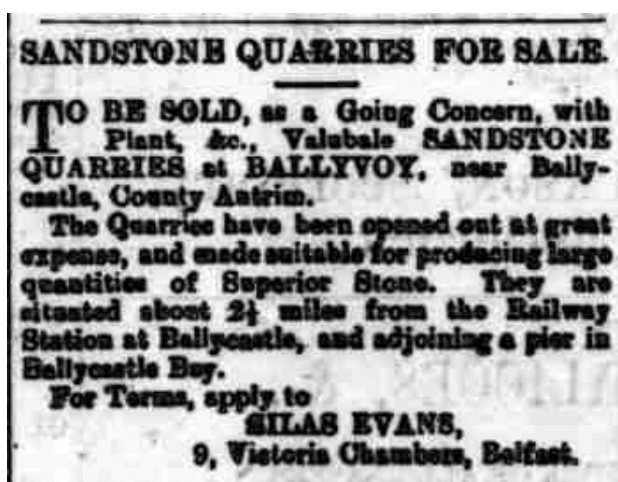 SANDSTONE QUARRIES FOR SALE.
TO BE SOLD, as a Going Concern, with
Plant, &c., Valubale SANDSTONE
QUARRIES at BALLYVOY, near Bally-
castle, County Antrim.
The Quarries have been opened out at great
expense, and made suitable for producing large
quantities of Superior Stone. They are
situated about 2¼ miles from the Railway
Station at Ballycastle, and adjoining a pier in
Ballycastle Bay.
For Terms, apply to
SILAS EVANS,
9, Victoria Chambers, Belfast.